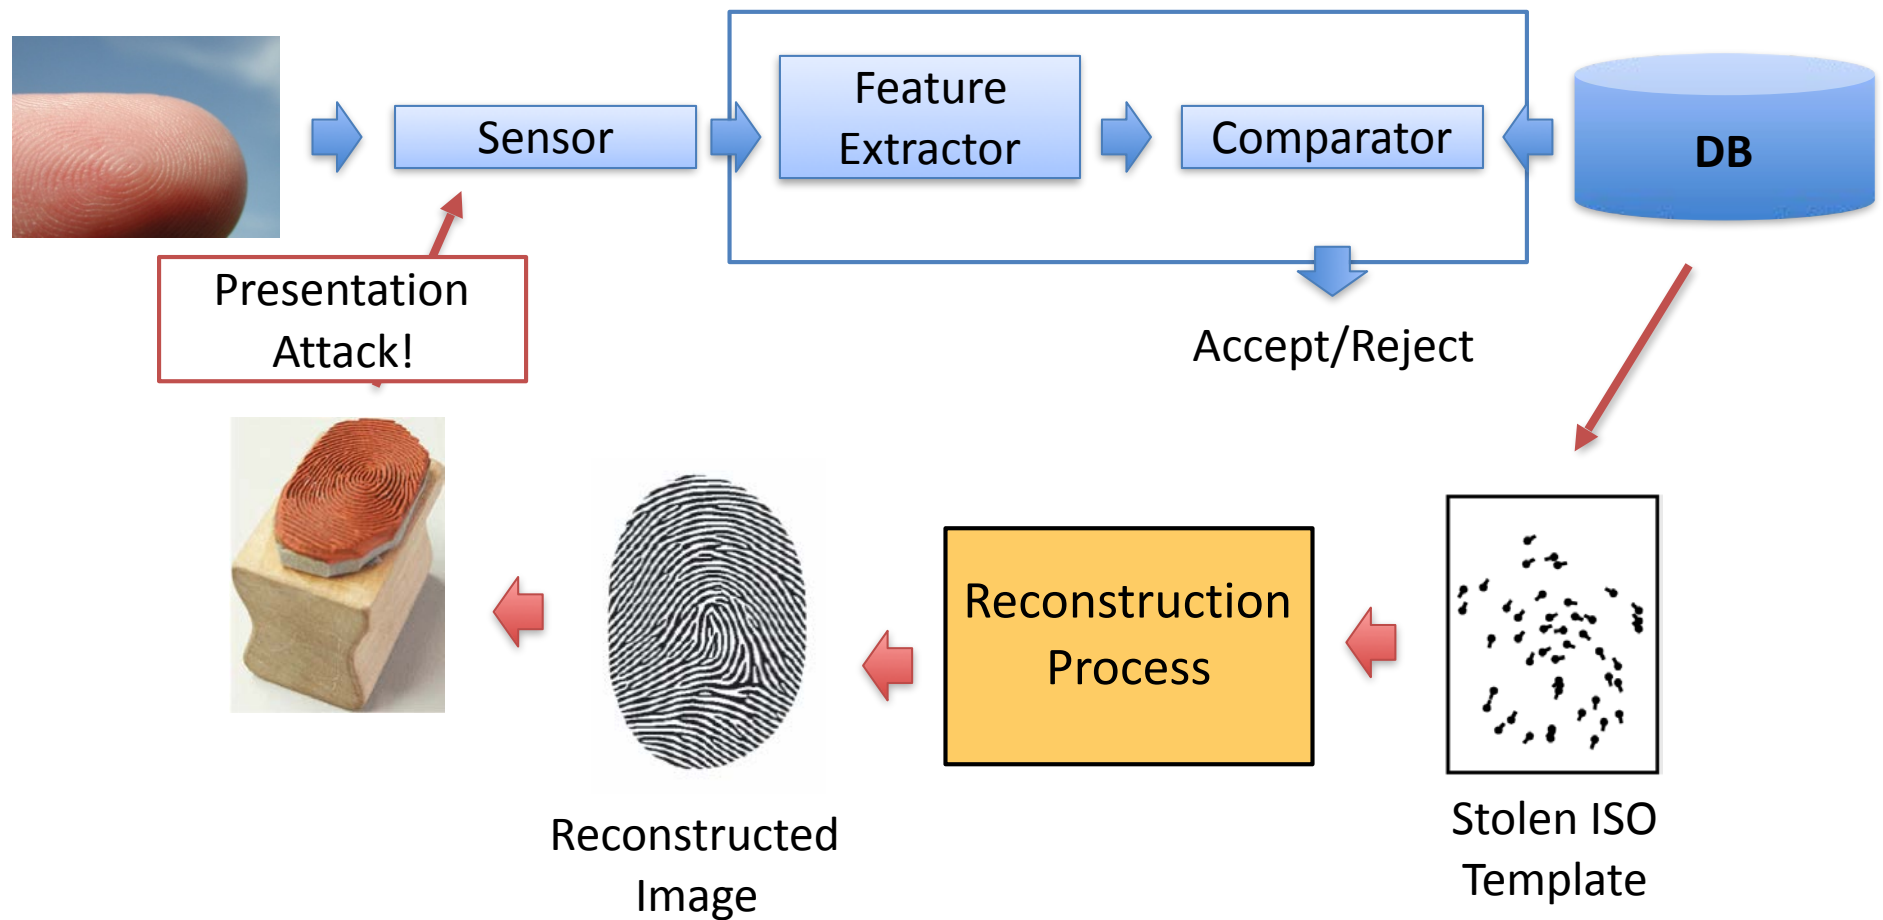 Sensor
Feature
Extractor
Comparator
DB
Presentation
Attack!
Accept/Reject
Reconstruction
Process
Reconstructed
Image
Stolen ISO
Template